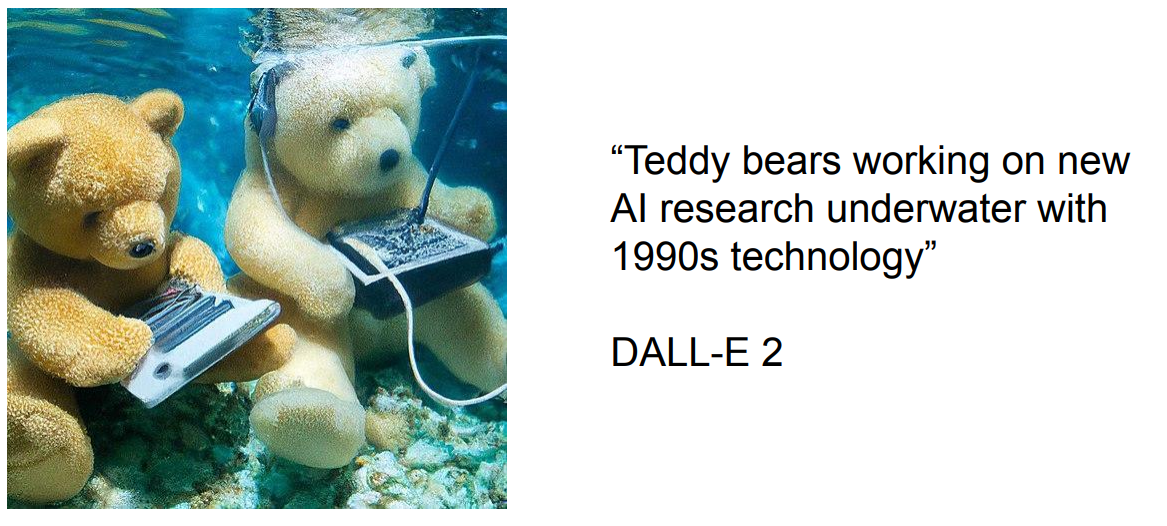 “Teddy bears working on new
AI research underwater with
1990s technology”
DALL-E 2